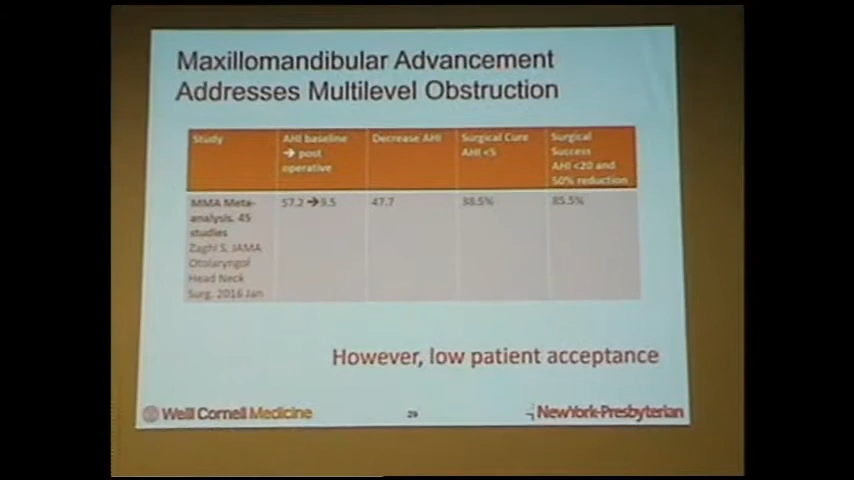 Maxillomandibular Advancement
Addresses Multilevel Obstruction
Study
AHI baseline
➔ post
operative
Decrease AHI
Surgical Cure
AHI <5
Surgical
Success
AHI <20 and
50% reduction
MMA Meta-
analysis. 45
studies
Zaghi S, JAMA
Otolaryngol
Head Neck
Surg. 2016 Jan
57.2 ➔9.5
47.7
38.5%
85.5%
However, low patient acceptance
Weill Cornell Medicine
29
NewYork-Presbyterian